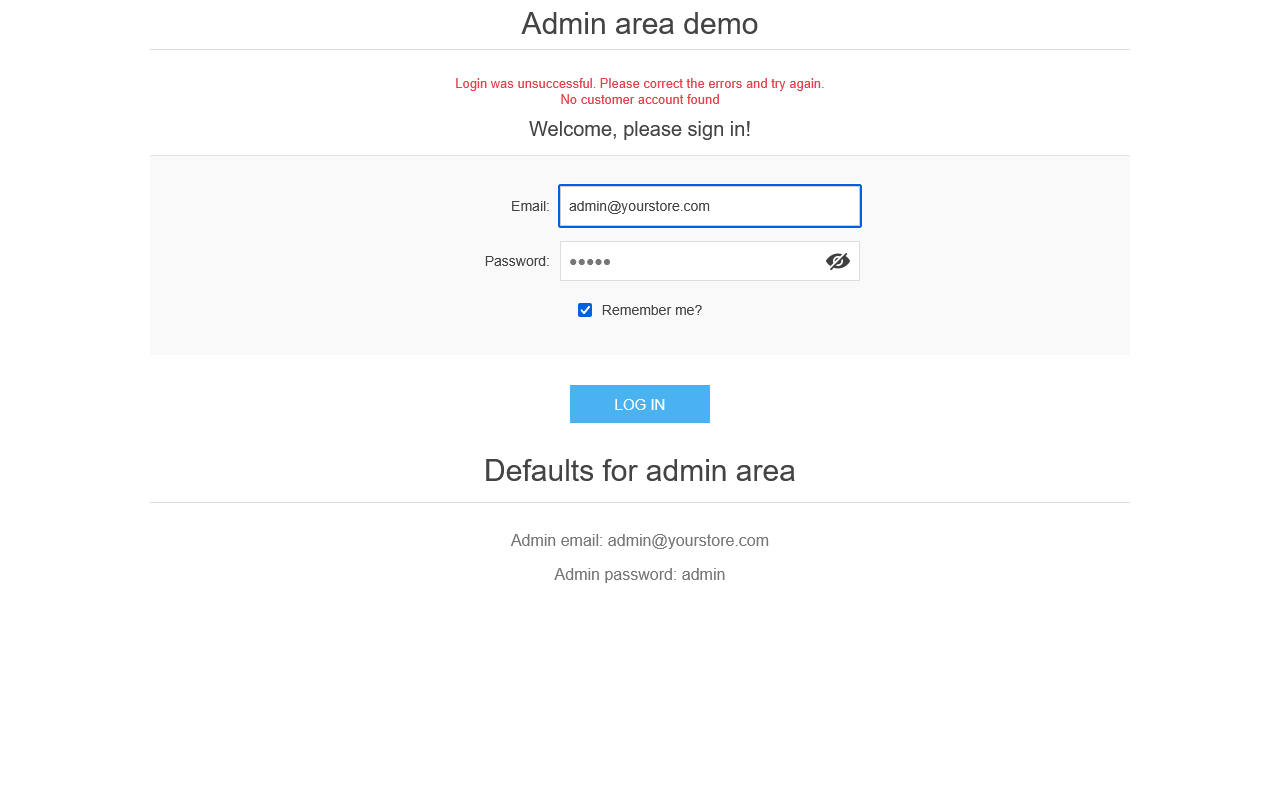 Admin area demo
Login was unsuccessful. Please correct the errors and try again.
No customer account found
Welcome, please sign in!
Email: admin@yourstore.com
Password: •••••
Remember me?
LOG IN
Defaults for admin area
Admin email: admin@yourstore.com
Admin password: admin